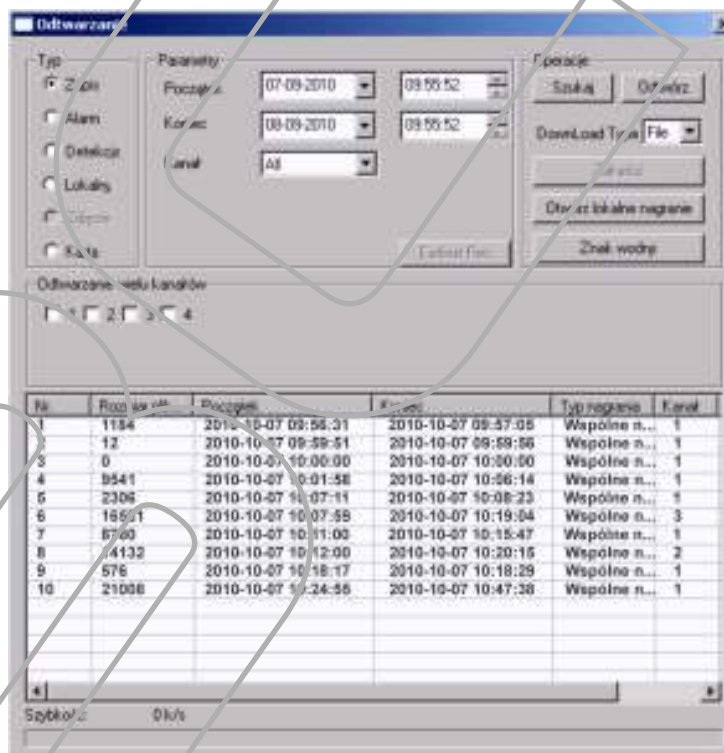 Odtwarzanie
Typ
Alarm
Detekcja
Lokalny
Karta
Parametry
Początek 07-09-2010 09:55:52
Koniec 08-09-2010 09:55:52
Kanał All
Operacje
Szukaj Odtwórz
DownLoad Type File
Otwórz lokalne nagranie
Znak wodny
Odtwarzanie wielu kanałów
1 2 3 4
Nr Początek Koniec Typ nagrania Kanał
1 1184 2010-10-07 09:56:31 2010-10-07 09:57:05 Wspólne n... 1
2 12 2010-10-07 09:59:51 2010-10-07 09:59:56 Wspólne n... 1
3 0 2010-10-07 10:00:00 2010-10-07 10:00:00 Wspólne n... 1
4 9541 2010-10-07 10:01:58 2010-10-07 10:06:14 Wspólne n... 1
5 2306 2010-10-07 10:07:11 2010-10-07 10:08:23 Wspólne n... 1
6 2010-10-07 10:07:59 2010-10-07 10:19:04 Wspólne n... 3
7 2010-10-07 10:11:00 2010-10-07 10:15:47 Wspólne n... 1
8 14132 2010-10-07 10:12:00 2010-10-07 10:20:15 Wspólne n... 2
9 576 2010-10-07 10:18:17 2010-10-07 10:18:29 Wspólne n... 1
10 21008 2010-10-07 10:24:56 2010-10-07 10:47:38 Wspólne n... 1
Szybkość: 0 k/s